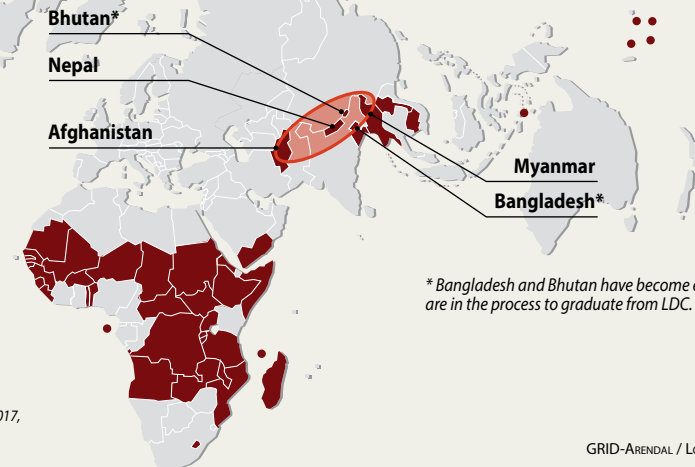 Bhutan*
Nepal
Afghanistan
Myanmar
Bangladesh*
* Bangladesh and Bhutan have become
are in the process to graduate from LDC.
017,
GRID-ARENDAL /